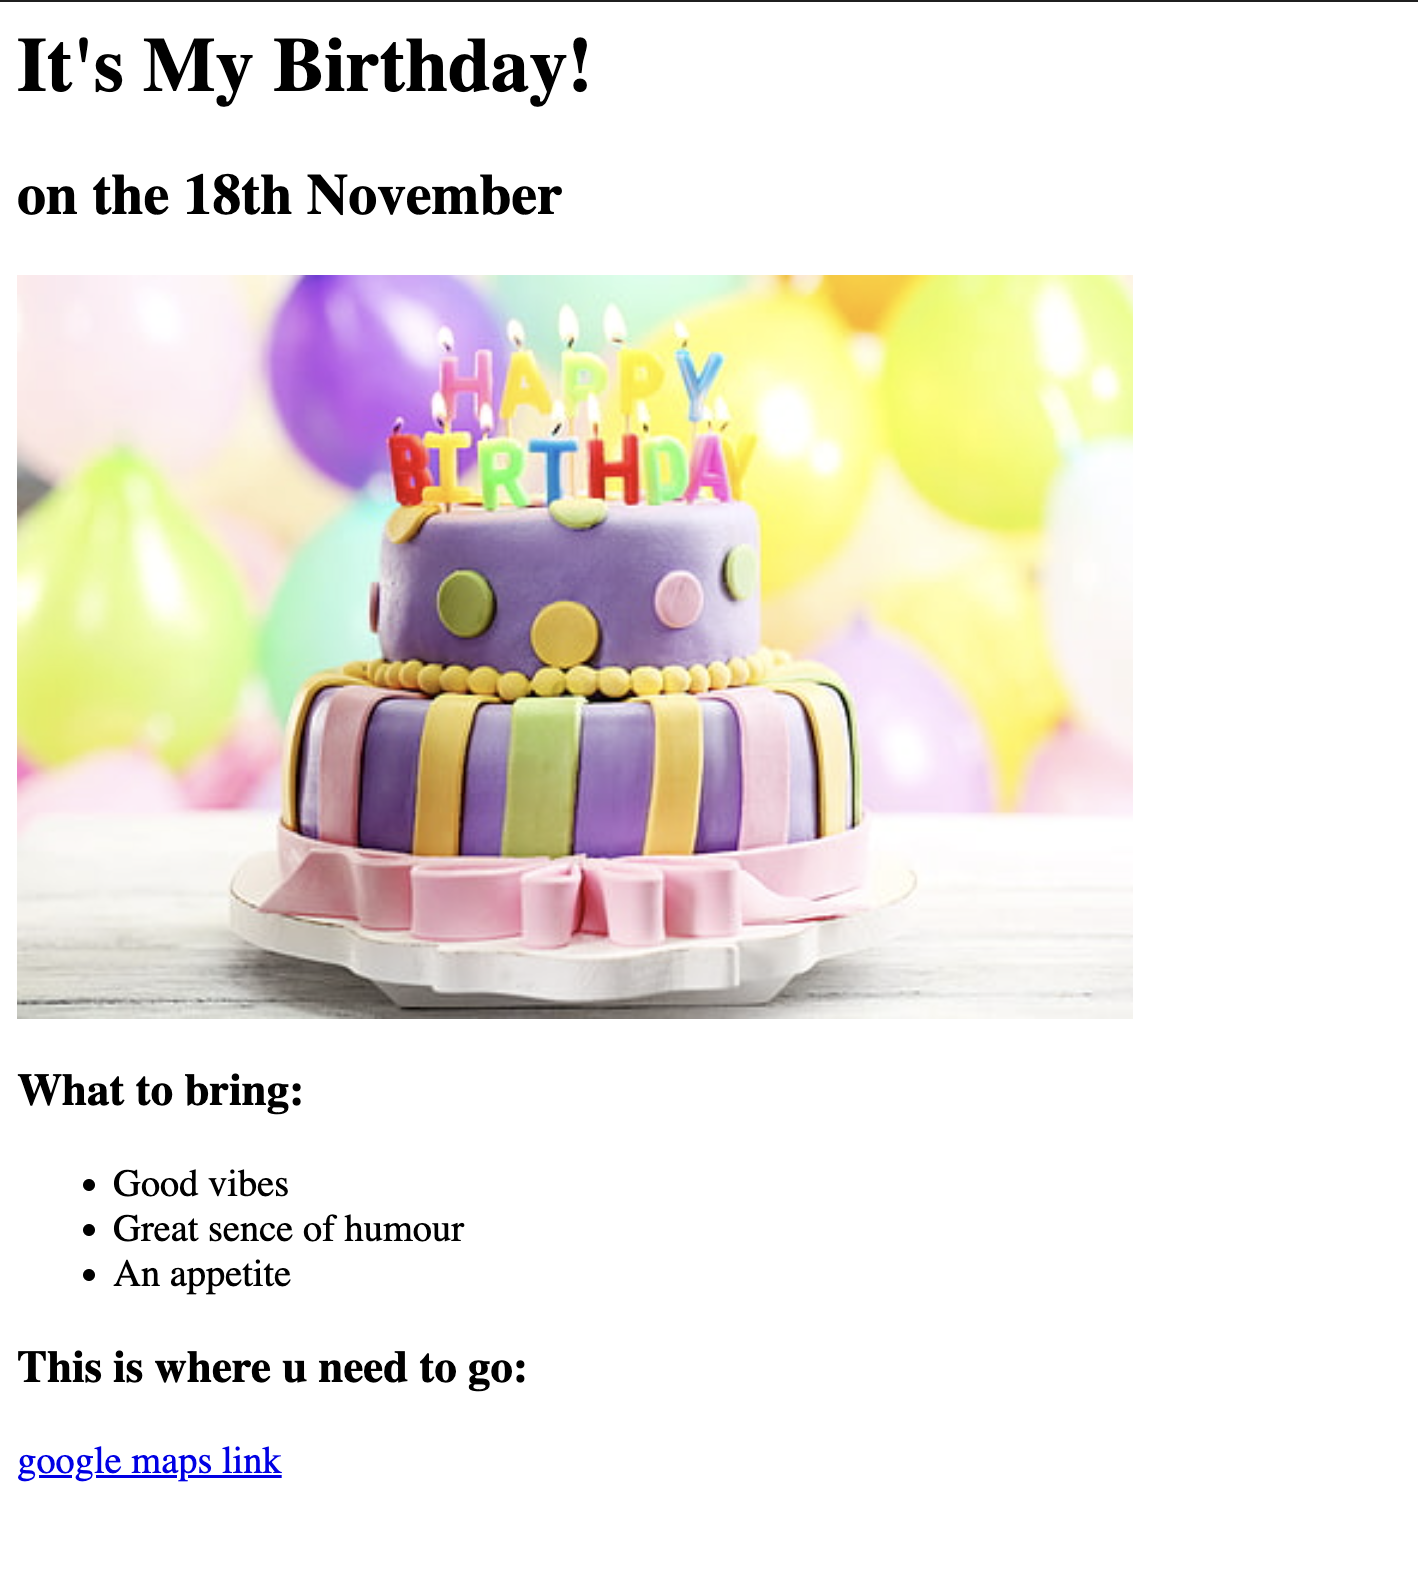 It's My Birthday!
on the 18th November
HAPPY
BIRTHDAY
What to bring:
Good vibes
Great sence of humour
An appetite
This is where u need to go:
google maps link